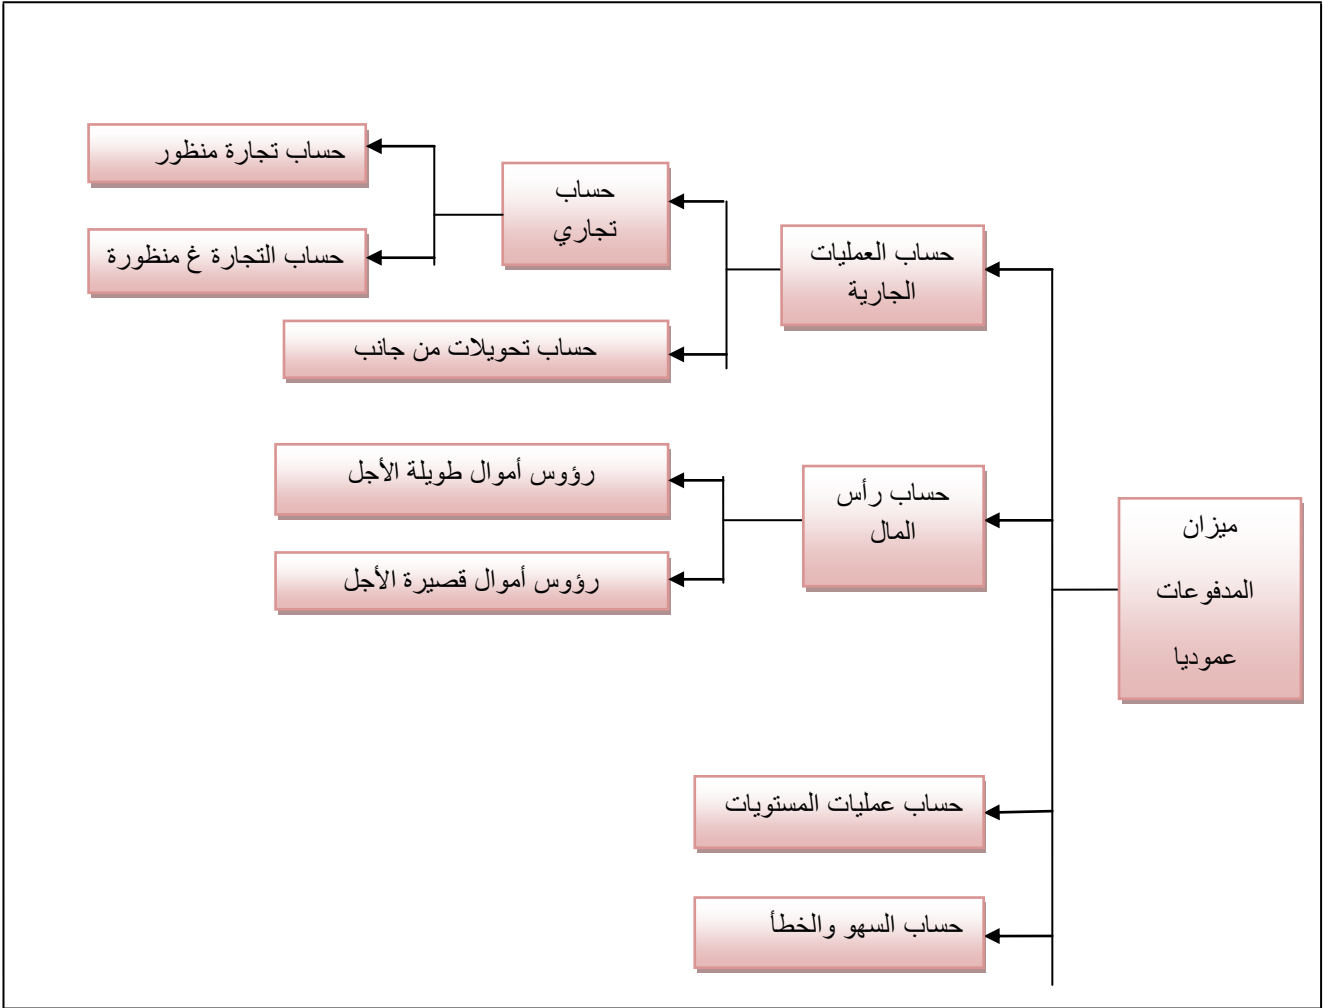 ميزان
المدفوعات
عموديا
حساب العمليات
الجارية
حساب
تجاري
حساب تجارة منظور
حساب التجارة غ منظورة
حساب تحويلات من جانب
حساب رأس
المال
رؤوس أموال طويلة الأجل
رؤوس أموال قصيرة الأجل
حساب عمليات المستويات
حساب السهو والخطأ